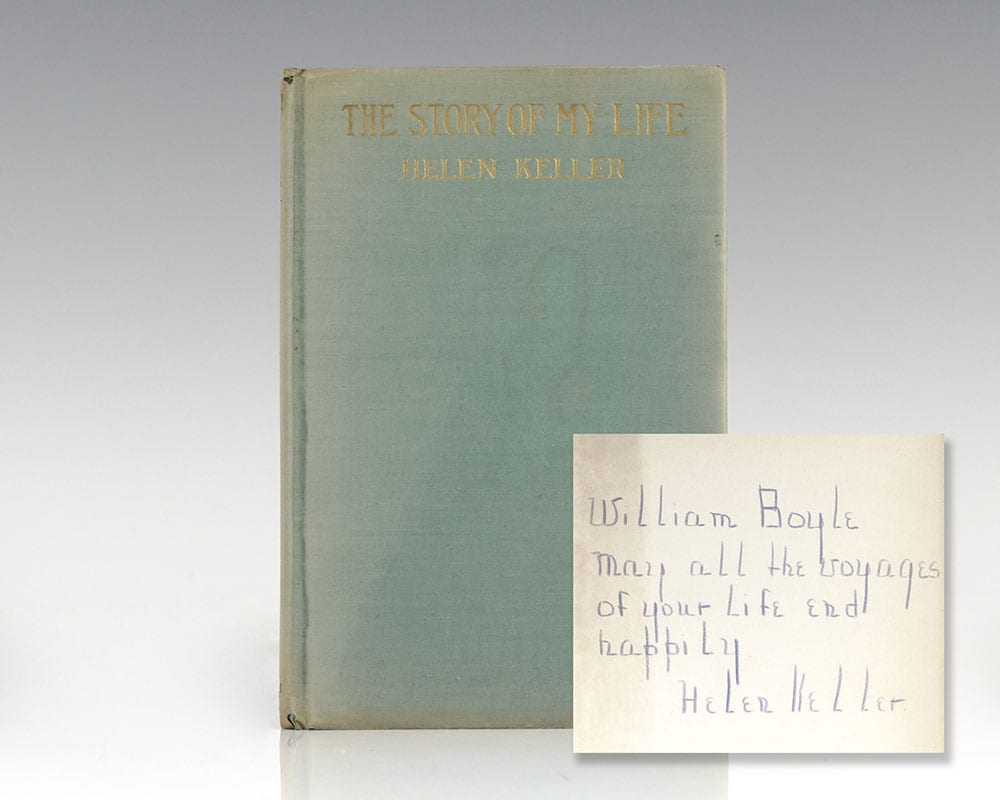 THE STORY OF MY LIFE
HELEN KELLER
William Boyle
may all the voyages
of your life end
happily
Helen Keller